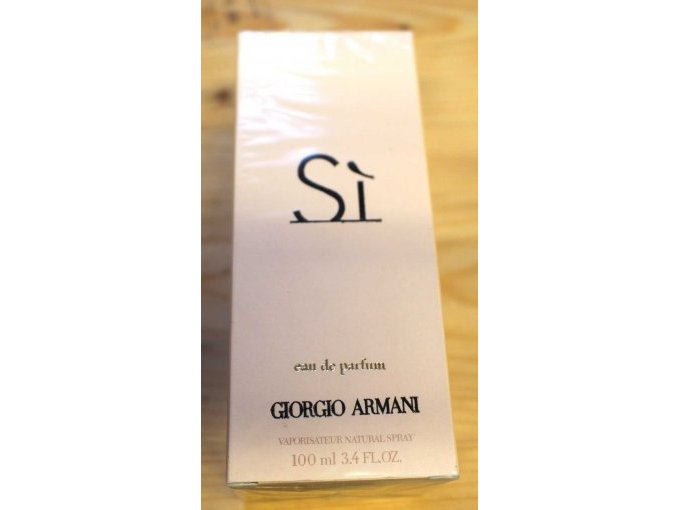 Sì
eau de parfum
GIORGIO ARMANI
VAPORISATEUR NATURAL SPRAY
100 ml 3.4 FL.OZ.